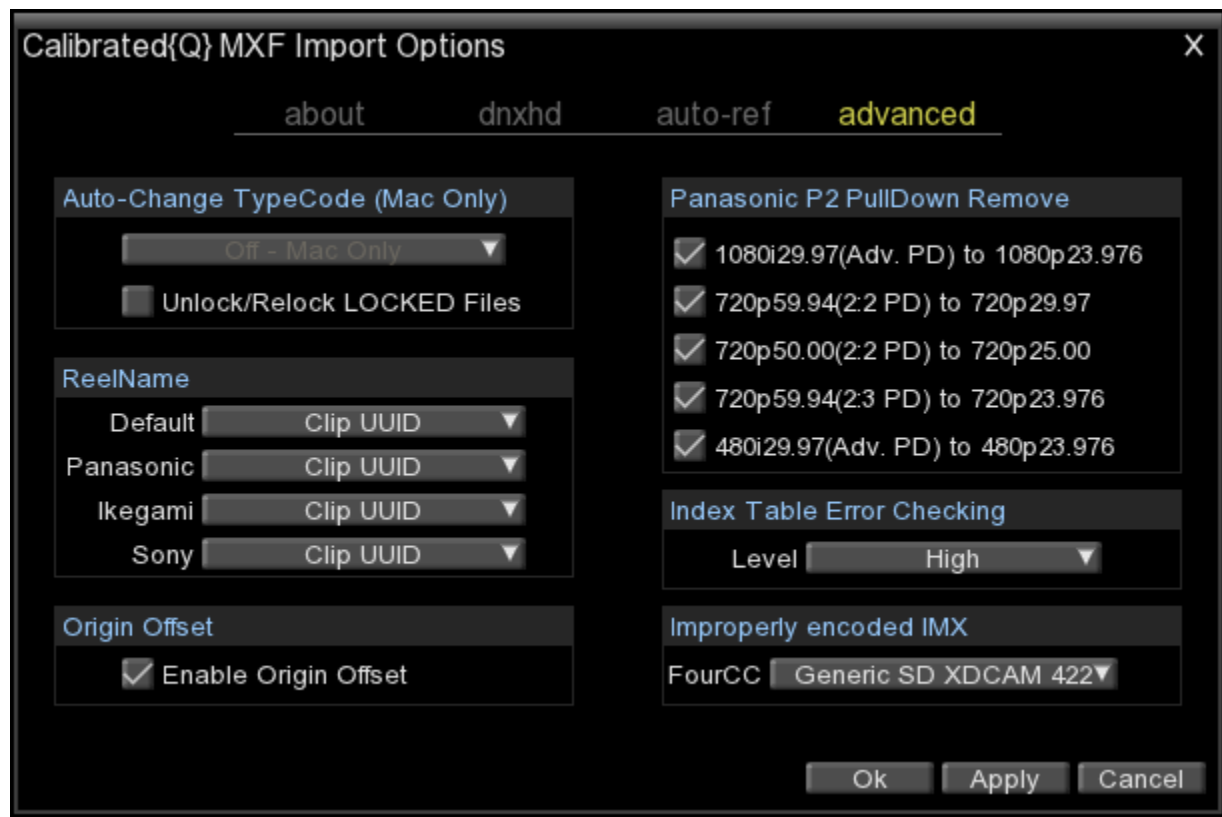 Calibrated{Q} MXF Import Options X
about dnxhd auto-ref advanced
Auto-Change TypeCode (Mac Only)
Off - Mac Only
Unlock/Relock LOCKED Files
ReelName
Default Clip UUID
Panasonic Clip UUID
Ikegami Clip UUID
Sony Clip UUID
Origin Offset
Enable Origin Offset
Panasonic P2 PullDown Remove
1080i29.97(Adv. PD) to 1080p23.976
720p59.94(2:2 PD) to 720p29.97
720p50.00(2:2 PD) to 720p25.00
720p59.94(2:3 PD) to 720p23.976
480i29.97(Adv. PD) to 480p23.976
Index Table Error Checking
Level High
Improperly encoded IMX
FourCC Generic SD XDCAM 422
Ok Apply Cancel